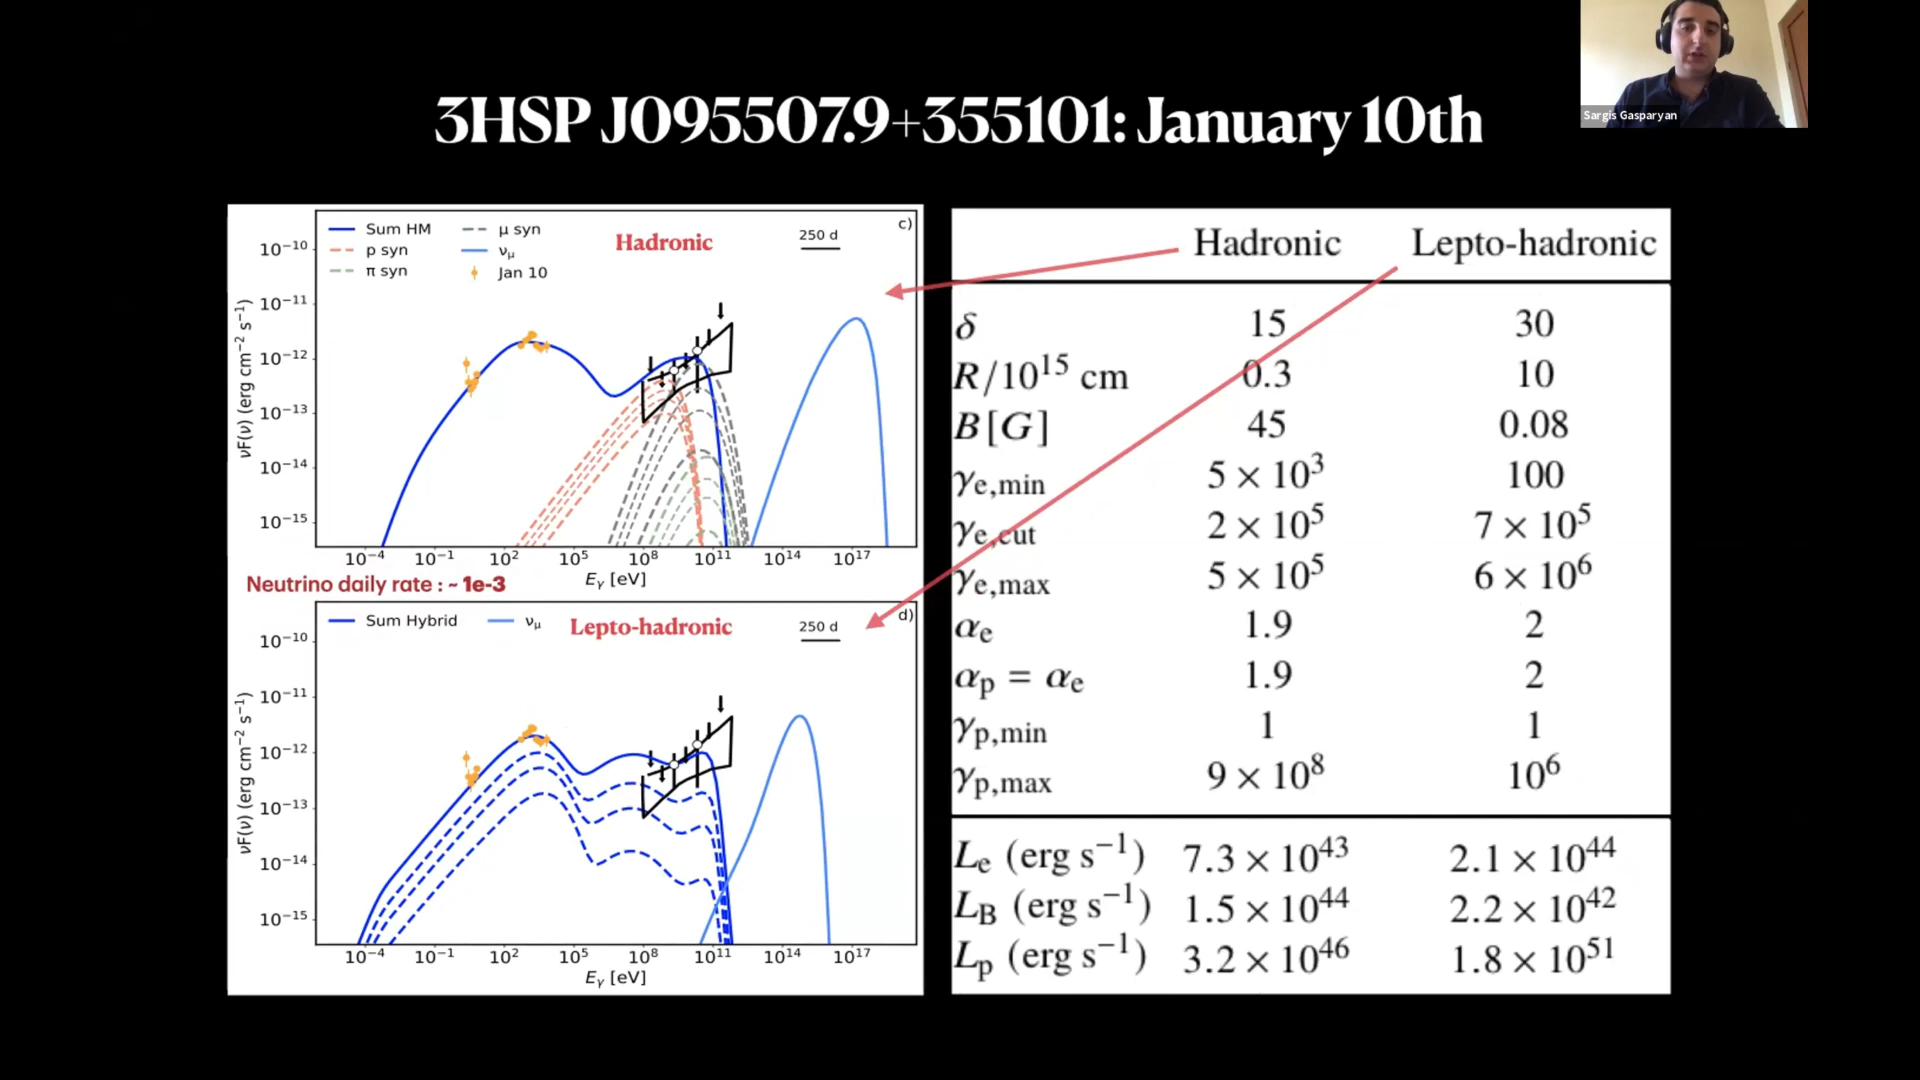 Sargis Gasparyan
3HSP J095507.9+355101: January 10th
c)
Sum HM
p syn
π syn
μ syn
νμ
Jan 10
Hadronic
250 d
νF(ν) (erg cm⁻² s⁻¹)
10⁻¹⁰
10⁻¹¹
10⁻¹²
10⁻¹³
10⁻¹⁴
10⁻¹⁵
10⁻⁴ 10⁻¹ 10² 10⁵ 10⁸ 10¹¹ 10¹⁴ 10¹⁷
Eγ [eV]
Neutrino daily rate : ~ 1e-3
d)
Sum Hybrid
νμ
Lepto-hadronic
250 d
νF(ν) (erg cm⁻² s⁻¹)
10⁻¹⁰
10⁻¹¹
10⁻¹²
10⁻¹³
10⁻¹⁴
10⁻¹⁵
10⁻⁴ 10⁻¹ 10² 10⁵ 10⁸ 10¹¹ 10¹⁴ 10¹⁷
Eγ [eV]
Hadronic Lepto-hadronic
δ 15 30
R/10¹⁵ cm 0.3 10
B[G] 45 0.08
γe,min 5 × 10³ 100
γe,cut 2 × 10⁵ 7 × 10⁵
γe,max 5 × 10⁵ 6 × 10⁶
αe 1.9 2
αp = αe 1.9 2
γp,min 1 1
γp,max 9 × 10⁸ 10⁶
Le (erg s⁻¹) 7.3 × 10⁴³ 2.1 × 10⁴⁴
LB (erg s⁻¹) 1.5 × 10⁴⁴ 2.2 × 10⁴²
Lp (erg s⁻¹) 3.2 × 10⁴⁶ 1.8 × 10⁵¹